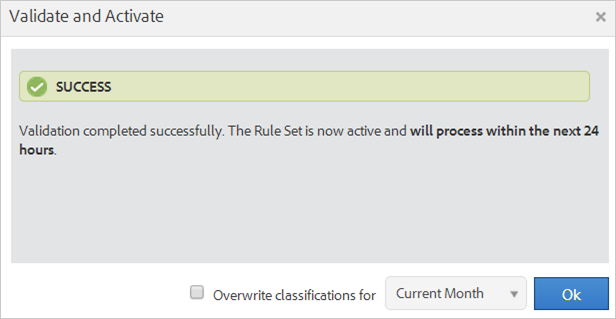 Validate and Activate
SUCCESS
Validation completed successfully. The Rule Set is now active and will process within the next 24
hours.
Overwrite classifications for Current Month Ok